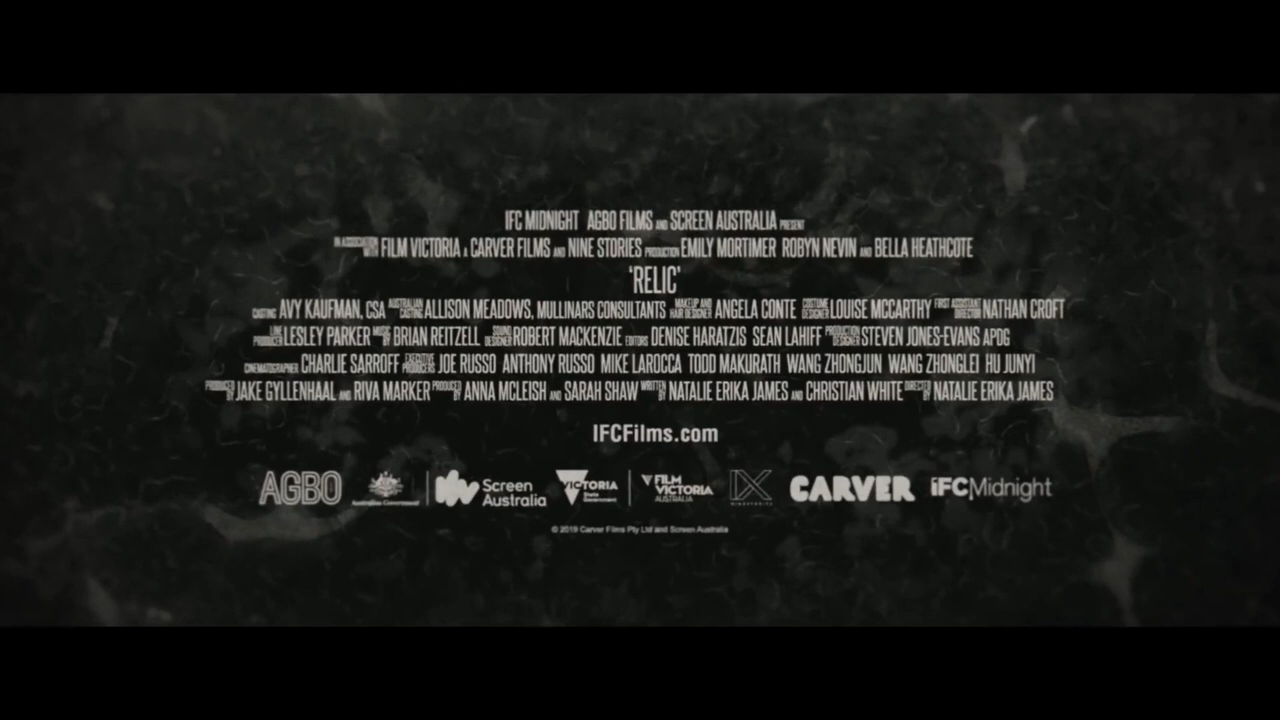 IFC MIDNIGHT AGBO FILMS AND SCREEN AUSTRALIA PRESENT
IN ASSOCIATION WITH FILM VICTORIA & CARVER FILMS AND NINE STORIES PRODUCTION EMILY MORTIMER ROBYN NEVIN AND BELLA HEATHCOTE
'RELIC'
CASTING AVY KAUFMAN, CSA AUSTRALIAN CASTING ALLISON MEADOWS, MULLINARS CONSULTANTS MAKEUP AND HAIR DESIGNER ANGELA CONTE COSTUME DESIGNER LOUISE MCCARTHY FIRST ASSISTANT DIRECTOR NATHAN CROFT
LINE PRODUCER LESLEY PARKER MUSIC BY BRIAN REITZELL SOUND DESIGNER ROBERT MACKENZIE EDITORS DENISE HARATZIS SEAN LAHIFF PRODUCTION DESIGNER STEVEN JONES-EVANS APDG
CINEMATOGRAPHER CHARLIE SARROFF EXECUTIVE PRODUCERS JOE RUSSO ANTHONY RUSSO MIKE LAROCCA TODD MAKURATH WANG ZHONGJUN WANG ZHONGLEI HU JUNYI
PRODUCED BY JAKE GYLLENHAAL AND RIVA MARKER PRODUCED BY ANNA MCLEISH AND SARAH SHAW WRITTEN BY NATALIE ERIKA JAMES AND CHRISTIAN WHITE DIRECTED BY NATALIE ERIKA JAMES
IFCFilms.com
AGBO Australian Government Screen Australia VICTORIA State Government FILM VICTORIA AUSTRALIA NINE STORIES CARVER IFC Midnight
© 2019 Carver Films Pty Ltd and Screen Australia